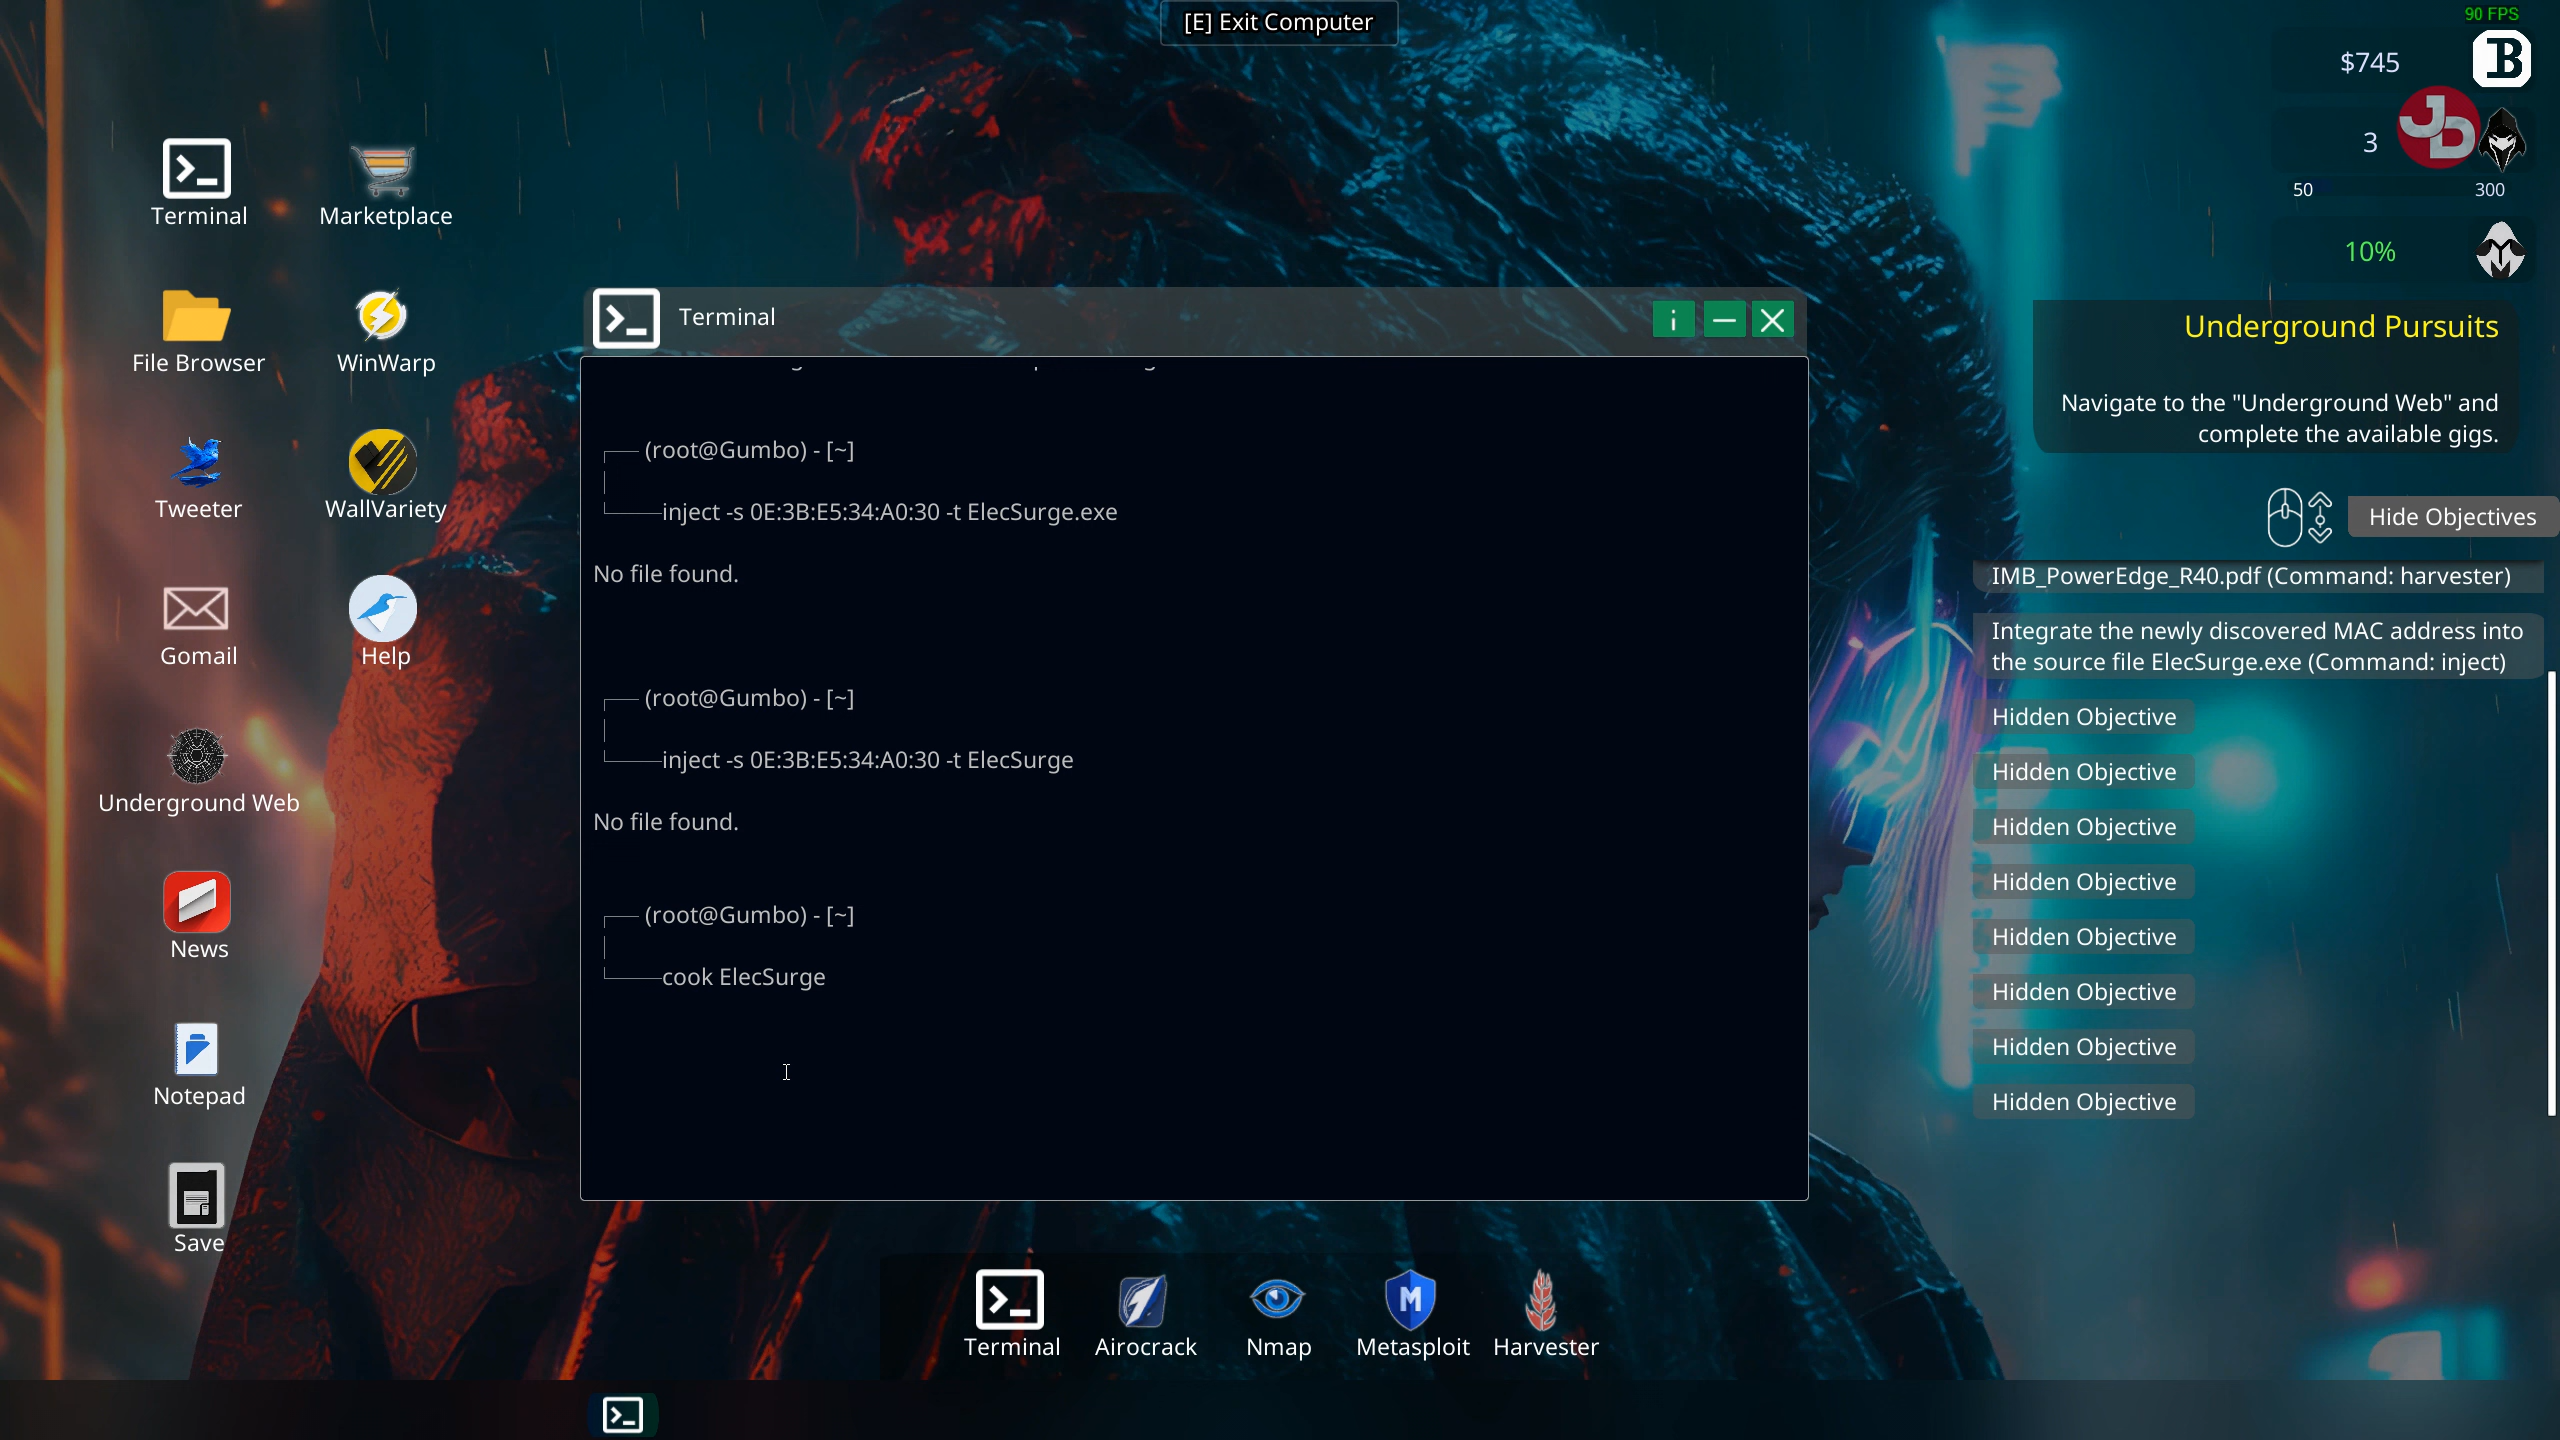 [E] Exit Computer
90 FPS
$745
B
3
JD
50
300
10%
Underground Pursuits
Navigate to the "Underground Web" and
complete the available gigs.
Hide Objectives
IMB_PowerEdge_R40.pdf (Command: harvester)
Integrate the newly discovered MAC address into
the source file ElecSurge.exe (Command: inject)
Hidden Objective
Hidden Objective
Hidden Objective
Hidden Objective
Hidden Objective
Hidden Objective
Hidden Objective
Hidden Objective
Terminal
Marketplace
File Browser
WinWarp
Tweeter
WallVariety
Gomail
Help
Underground Web
News
Notepad
Save
Terminal
i
(root@Gumbo) - [~]
inject -s 0E:3B:E5:34:A0:30 -t ElecSurge.exe
No file found.
(root@Gumbo) - [~]
inject -s 0E:3B:E5:34:A0:30 -t ElecSurge
No file found.
(root@Gumbo) - [~]
cook ElecSurge
M
Terminal
Airocrack
Nmap
Metasploit
Harvester